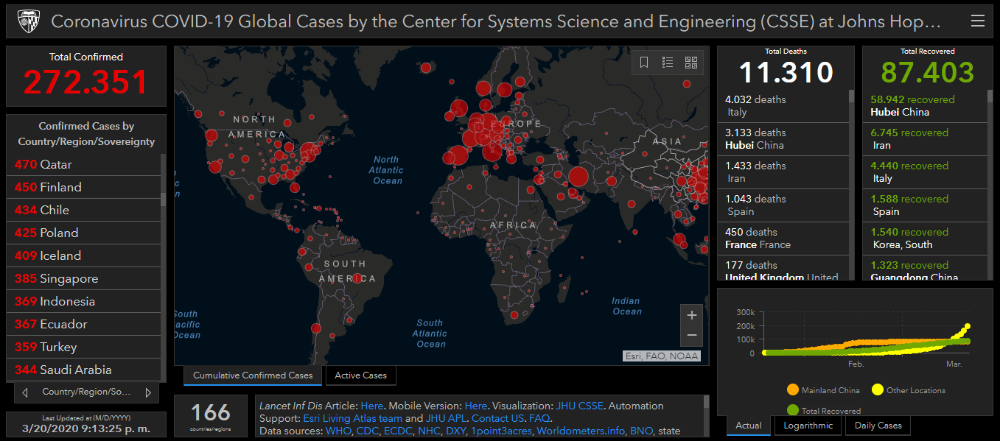 Coronavirus COVID-19 Global Cases by the Center for Systems Science and Engineering (CSSE) at Johns Hop...
Total Confirmed
272.351
Confirmed Cases by
Country/Region/Sovereignty
470 Qatar
450 Finland
434 Chile
425 Poland
409 Iceland
385 Singapore
369 Indonesia
367 Ecuador
359 Turkey
344 Saudi Arabia
Country/Region/So...
Last Updated at (M/D/YYYY)
3/20/2020 9:13:25 p. m.
NORTH
AMERICA
North
Atlantic
Ocean
EUROPE
ASIA
AFRICA
SOUTH
AMERICA
South
Pacific
Ocean
South
Atlantic
Ocean
Indian
Ocean
+
−
Esri, FAO, NOAA
Cumulative Confirmed Cases
Active Cases
166
countries/regions
Lancet Inf Dis Article: Here. Mobile Version: Here. Visualization: JHU CSSE. Automation
Support: Esri Living Atlas team and JHU APL. Contact US. FAQ.
Data sources: WHO, CDC, ECDC, NHC, DXY, 1point3acres, Worldometers.info, BNO, state
Total Deaths
11.310
4.032 deaths
Italy
3.133 deaths
Hubei China
1.433 deaths
Iran
1.043 deaths
Spain
450 deaths
France France
177 deaths
United Kingdom United
Total Recovered
87.403
58.942 recovered
Hubei China
6.745 recovered
Iran
4.440 recovered
Italy
1.588 recovered
Spain
1.540 recovered
Korea, South
1.323 recovered
Guangdong China
300k
200k
100k
0
Feb.
Mar.
Mainland China
Other Locations
Total Recovered
Actual
Logarithmic
Daily Cases